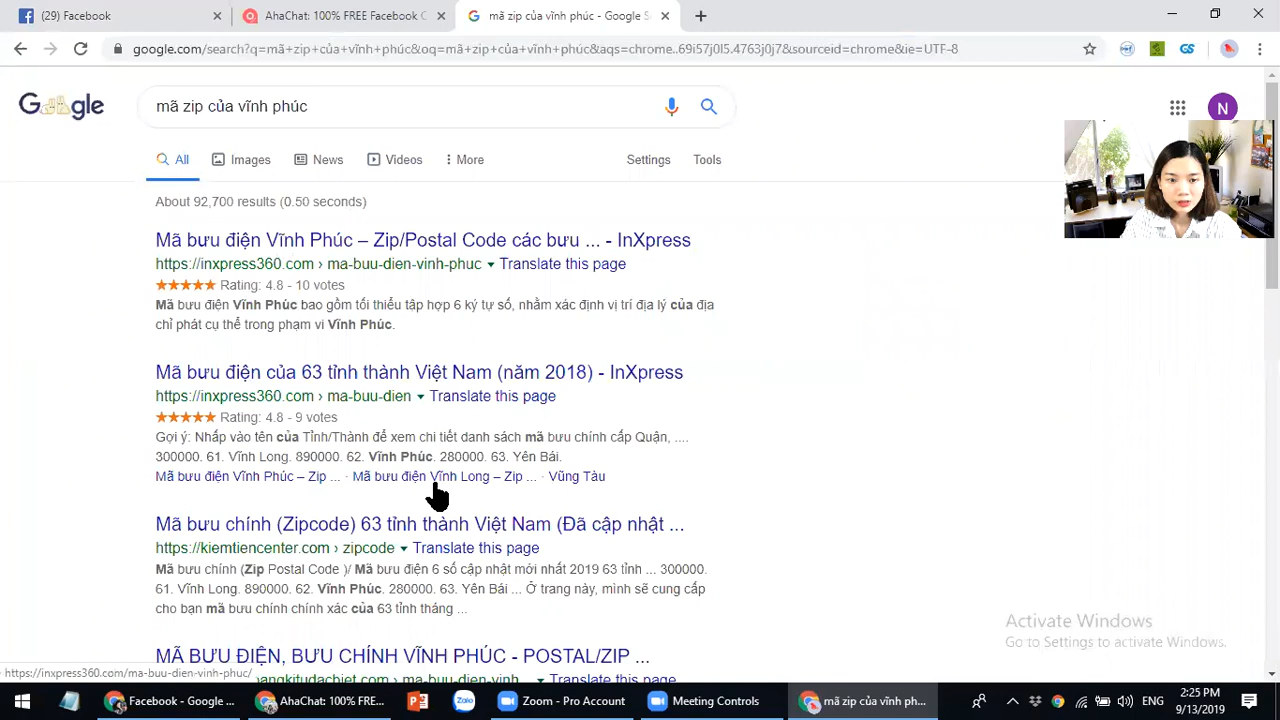 (29) Facebook
AhaChat: 100% FREE Facebook C
mã zip của vĩnh phúc - Google S
google.com/search?q=mã+zip+của+vĩnh+phúc&oq=mã+zip+của+vĩnh+phúc&aqs=chrome..69i57j0l5.4763j0j7&sourceid=chrome&ie=UTF-8
Google
mã zip của vĩnh phúc
N
All
Images
News
Videos
More
Settings
Tools
About 92,700 results (0.50 seconds)
Mã bưu điện Vĩnh Phúc – Zip/Postal Code các bưu ... - InXpress
https://inxpress360.com › ma-buu-dien-vinh-phuc Translate this page
Rating: 4.8 - 10 votes
Mã bưu điện Vĩnh Phúc bao gồm tối thiểu tập hợp 6 ký tự số, nhằm xác định vị trí địa lý của địa
chỉ phát cụ thể trong phạm vi Vĩnh Phúc.
Mã bưu điện của 63 tỉnh thành Việt Nam (năm 2018) - InXpress
https://inxpress360.com › ma-buu-dien Translate this page
Rating: 4.8 - 9 votes
Gợi ý: Nhấp vào tên của Tỉnh/Thành để xem chi tiết danh sách mã bưu chính cấp Quận, ....
300000. 61. Vĩnh Long. 890000. 62. Vĩnh Phúc. 280000. 63. Yên Bái.
Mã bưu điện Vĩnh Phúc – Zip ... · Mã bưu điện Vĩnh Long – Zip ... · Vũng Tàu
Mã bưu chính (Zipcode) 63 tỉnh thành Việt Nam (Đã cập nhật ...
https://kiemtiencenter.com › zipcode Translate this page
Mã bưu chính (Zip Postal Code )/ Mã bưu điện 6 số cập nhật mới nhất 2019 63 tỉnh ... 300000.
61. Vĩnh Long. 890000. 62. Vĩnh Phúc. 280000. 63. Yên Bái ... Ở trang này, mình sẽ cung cấp
cho bạn mã bưu chính chính xác của 63 tỉnh tháng ...
MÃ BƯU ĐIỆN, BƯU CHÍNH VĨNH PHÚC - POSTAL/ZIP ...
angkitudacbiet.com › ma-buu-dien-vinh... Translate this page
https://inxpress360.com/ma-buu-dien-vinh-phuc/
Activate Windows
Go to Settings to activate Windows.
Facebook - Google ...
AhaChat: 100% FRE...
Zalo
Zoom - Pro Account
Meeting Controls
mã zip của vĩnh ph...
ENG
2:25 PM
9/13/2019